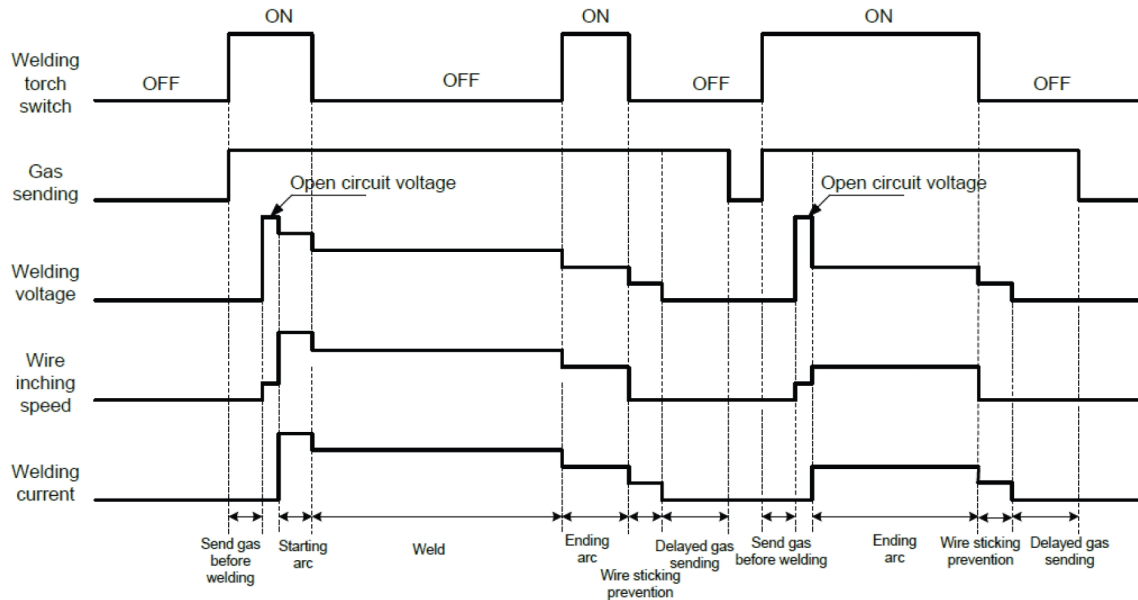 ON
ON
ON
Welding
torch
switch
OFF
OFF
OFF
OFF
Gas
sending
Open circuit voltage
Open circuit voltage
Welding
voltage
Wire
inching
speed
Welding
current
Send gas
before
welding
Starting
arc
Weld
Ending
arc
Wire sticking
prevention
Delayed gas
sending
Send gas
before welding
Ending
arc
Wire sticking
prevention
Delayed gas
sending